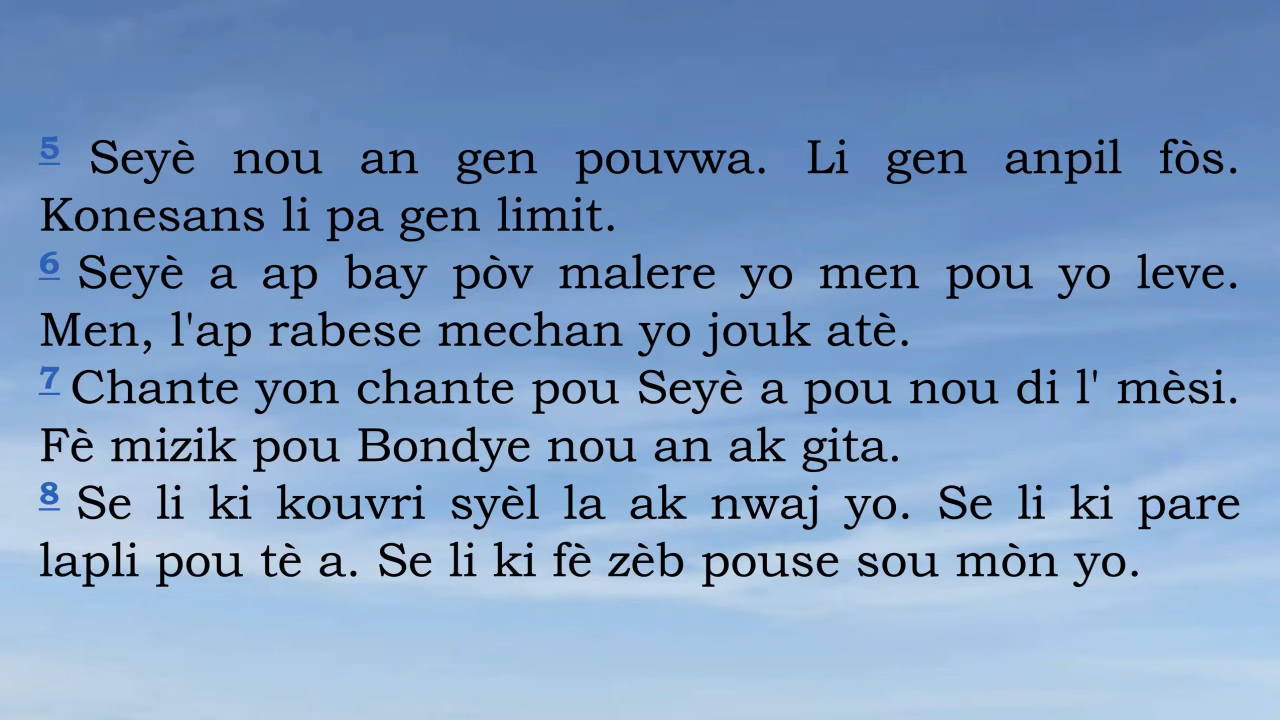 5 Seyè nou an gen pouvwa. Li gen anpil fòs.
Konesans li pa gen limit.
6 Seyè a ap bay pòv malere yo men pou yo leve.
Men, l'ap rabese mechan yo jouk atè.
7 Chante yon chante pou Seyè a pou nou di l' mèsi.
Fè mizik pou Bondye nou an ak gita.
8 Se li ki kouvri syèl la ak nwaj yo. Se li ki pare
lapli pou tè a. Se li ki fè zèb pouse sou mòn yo.